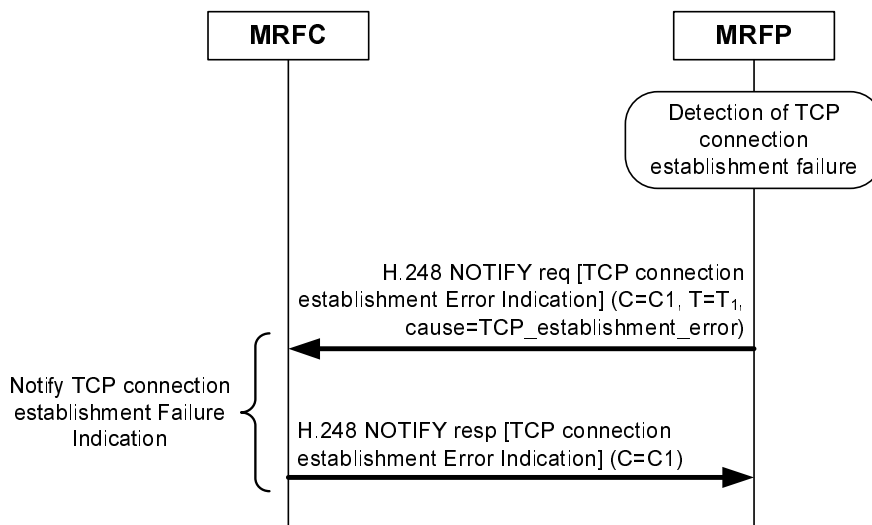 MRFC
MRFP
Detection of TCP
connection
establishment failure
H.248 NOTIFY req [TCP connection
establishment Error Indication] (C=C1, T=T₁,
cause=TCP_establishment_error)
Notify TCP connection
establishment Failure
Indication
H.248 NOTIFY resp [TCP connection
establishment Error Indication] (C=C1)